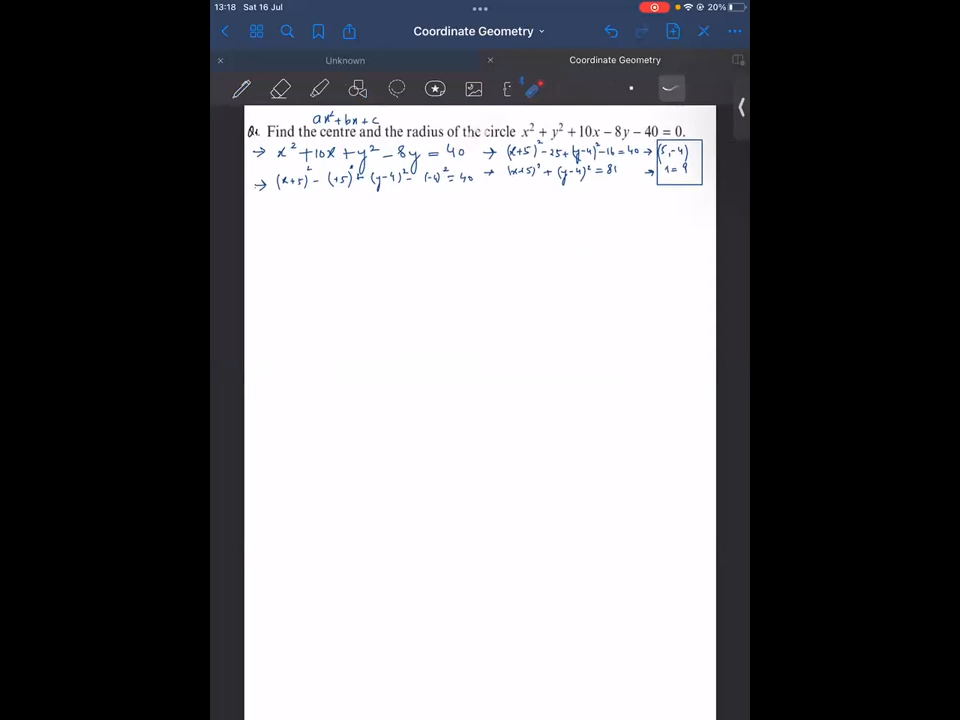 13:18 Sat 16 Jul 20%
Coordinate Geometry
Unknown Coordinate Geometry
ax²+bx+c
Q1. Find the centre and the radius of the circle x² + y² + 10x − 8y − 40 = 0.
→ x² + 10x + y² − 8y = 40 → (x+5)² − 25 + (y−4)² − 16 = 40 → (5, −4)
→ (x+5)² − (+5)² + (y−4)² − (−4)² = 40 → (x+5)² + (y−4)² = 81 → r = 9